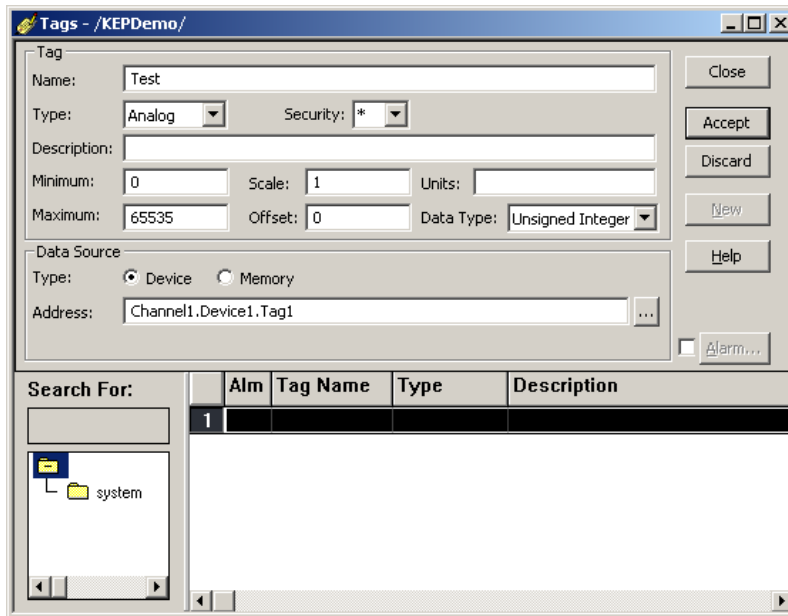 Tags - /KEPDemo/
Tag
Name: Test
Close
Type: Analog Security: *
Accept
Description:
Discard
Minimum: 0 Scale: 1 Units:
New
Maximum: 65535 Offset: 0 Data Type: Unsigned Integer
Data Source
Help
Type: Device Memory
Address: Channel1.Device1.Tag1 ...
Alarm...
Search For:
Alm Tag Name Type Description
1
system